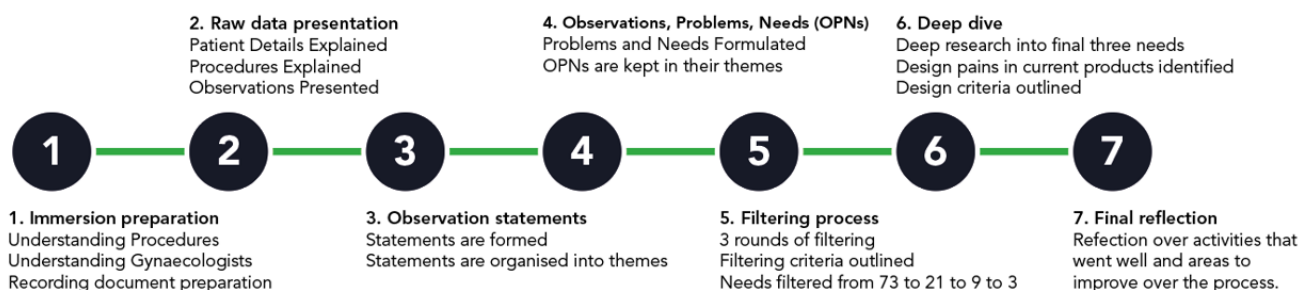 2. Raw data presentation
Patient Details Explained
Procedures Explained
Observations Presented
4. Observations, Problems, Needs (OPNs)
Problems and Needs Formulated
OPNs are kept in their themes
6. Deep dive
Deep research into final three needs
Design pains in current products identified
Design criteria outlined
1
2
3
4
5
6
7
1. Immersion preparation
Understanding Procedures
Understanding Gynaecologists
Recording document preparation
3. Observation statements
Statements are formed
Statements are organised into themes
5. Filtering process
3 rounds of filtering
Filtering criteria outlined
Needs filtered from 73 to 21 to 9 to 3
7. Final reflection
Refection over activities that
went well and areas to
improve over the process.